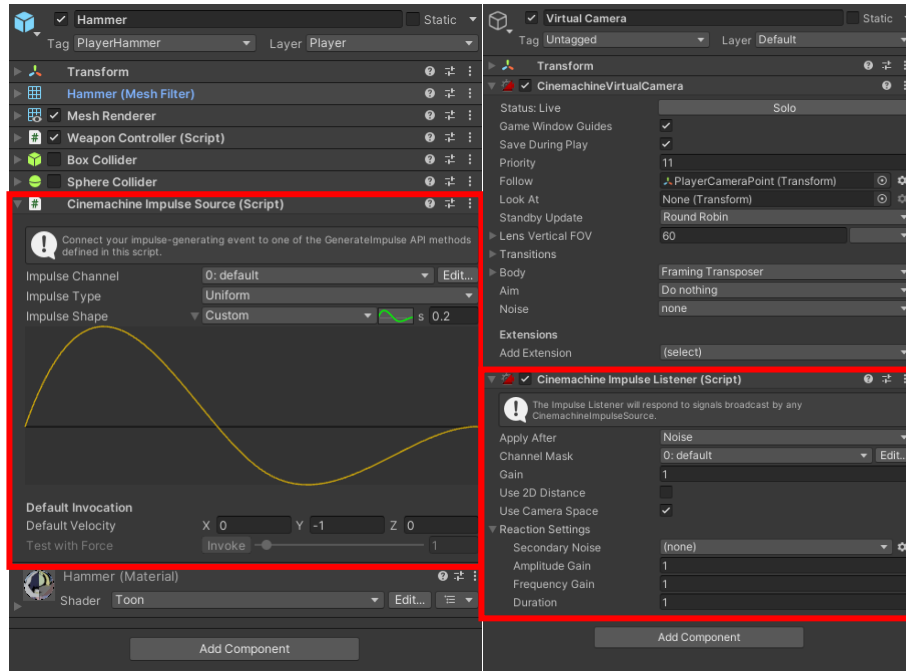 Hammer Static
Tag PlayerHammer Layer Player
Transform
Hammer (Mesh Filter)
Mesh Renderer
# Weapon Controller (Script)
Box Collider
Sphere Collider
# Cinemachine Impulse Source (Script)
Connect your impulse-generating event to one of the GenerateImpulse API methods
defined in this script.
Impulse Channel 0: default Edit...
Impulse Type Uniform
Impulse Shape Custom s 0.2
Default Invocation
Default Velocity X 0 Y -1 Z 0
Test with Force Invoke 1
Hammer (Material)
Shader Toon Edit...
Add Component
Virtual Camera Static
Tag Untagged Layer Default
Transform
CinemachineVirtualCamera
Status: Live Solo
Game Window Guides
Save During Play
Priority 11
Follow PlayerCameraPoint (Transform)
Look At None (Transform)
Standby Update Round Robin
Lens Vertical FOV 60
Transitions
Body Framing Transposer
Aim Do nothing
Noise none
Extensions
Add Extension (select)
Cinemachine Impulse Listener (Script)
The Impulse Listener will respond to signals broadcast by any
CinemachineImpulseSource.
Apply After Noise
Channel Mask 0: default Edit..
Gain 1
Use 2D Distance
Use Camera Space
Reaction Settings
Secondary Noise (none)
Amplitude Gain 1
Frequency Gain 1
Duration 1
Add Component